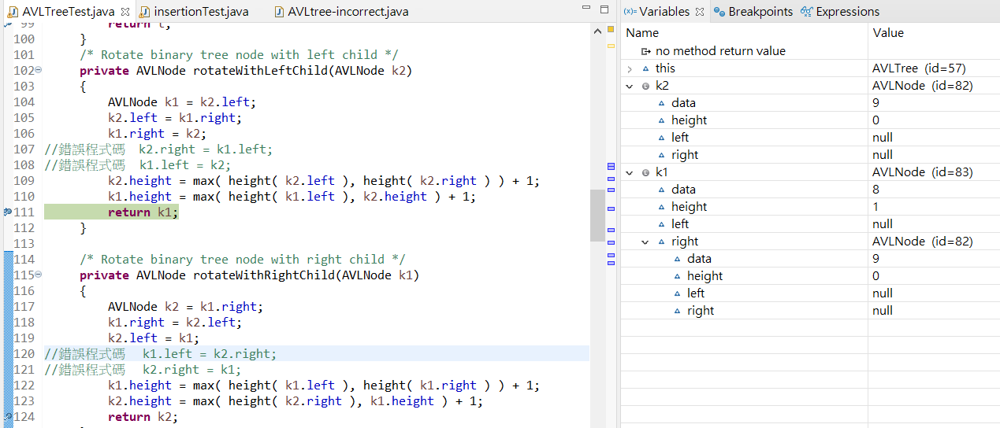 AVLTreeTest.java insertionTest.java AVLtree-incorrect.java
99 return t;
100 }
101 /* Rotate binary tree node with left child */
102 private AVLNode rotateWithLeftChild(AVLNode k2)
103 {
104 AVLNode k1 = k2.left;
105 k2.left = k1.right;
106 k1.right = k2;
107 //錯誤程式碼 k2.right = k1.left;
108 //錯誤程式碼 k1.left = k2;
109 k2.height = max( height( k2.left ), height( k2.right ) ) + 1;
110 k1.height = max( height( k1.left ), k2.height ) + 1;
111 return k1;
112 }
113
114 /* Rotate binary tree node with right child */
115 private AVLNode rotateWithRightChild(AVLNode k1)
116 {
117 AVLNode k2 = k1.right;
118 k1.right = k2.left;
119 k2.left = k1;
120 //錯誤程式碼 k1.left = k2.right;
121 //錯誤程式碼 k2.right = k1;
122 k1.height = max( height( k1.left ), height( k1.right ) ) + 1;
123 k2.height = max( height( k2.right ), k1.height ) + 1;
124 return k2;
(x)= Variables Breakpoints Expressions
Name Value
no method return value
this AVLTree (id=57)
k2 AVLNode (id=82)
data 9
height 0
left null
right null
k1 AVLNode (id=83)
data 8
height 1
left null
right AVLNode (id=82)
data 9
height 0
left null
right null